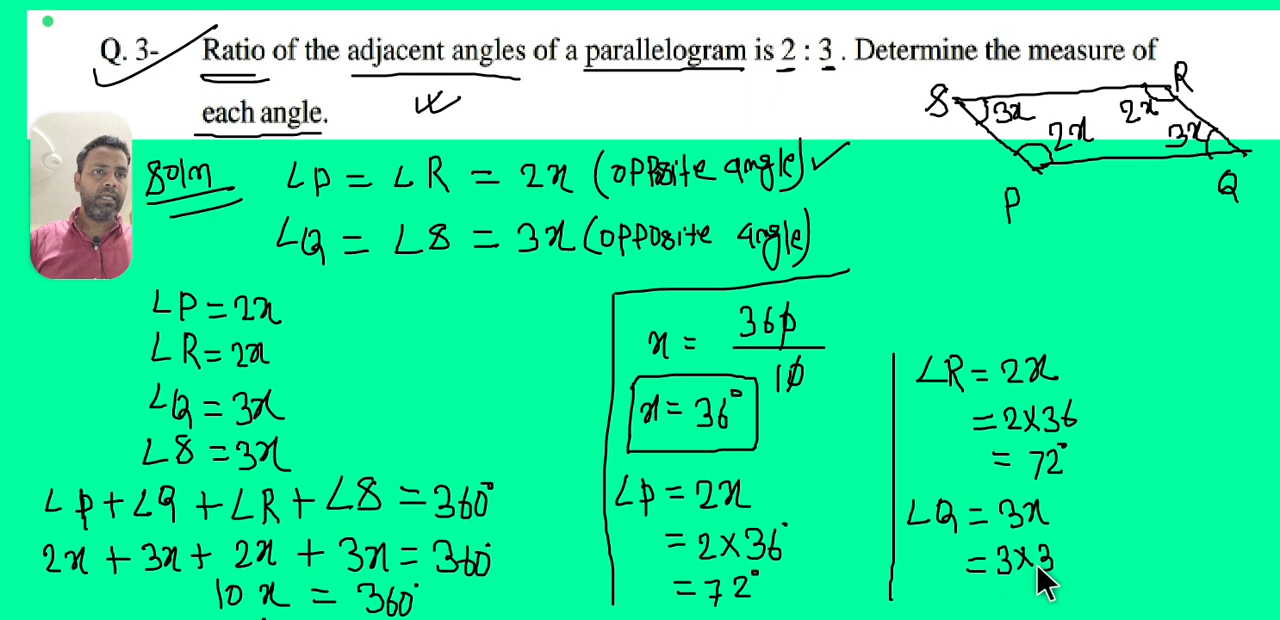 Q. 3- Ratio of the adjacent angles of a parallelogram is 2 : 3 . Determine the measure of
each angle.
S 3x 2x R
2x 3x
P Q
Soln ∠P = ∠R = 2x (opposite angle)
∠Q = ∠S = 3x (opposite angle)
∠P = 2x
∠R = 2x
∠Q = 3x
∠S = 3x
∠P + ∠Q + ∠R + ∠S = 360°
2x + 3x + 2x + 3x = 360°
10 x = 360°
x = 360
10
x = 36°
∠P = 2x
= 2×36°
= 72°
∠R = 2x
= 2×36
= 72°
∠Q = 3x
= 3×3